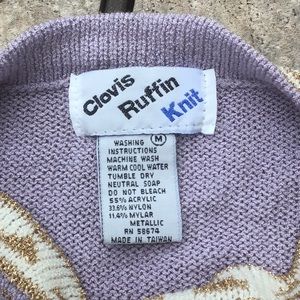 Clovis
Ruffin
Knit
M
WASHING
INSTRUCTIONS
MACHINE WASH
WARM COOL WATER
TUMBLE DRY
NEUTRAL SOAP
DO NOT BLEACH
55% ACRYLIC
33.6% NYLON
11.4% MYLAR
METALLIC
RN 58674
MADE IN TAIWAN